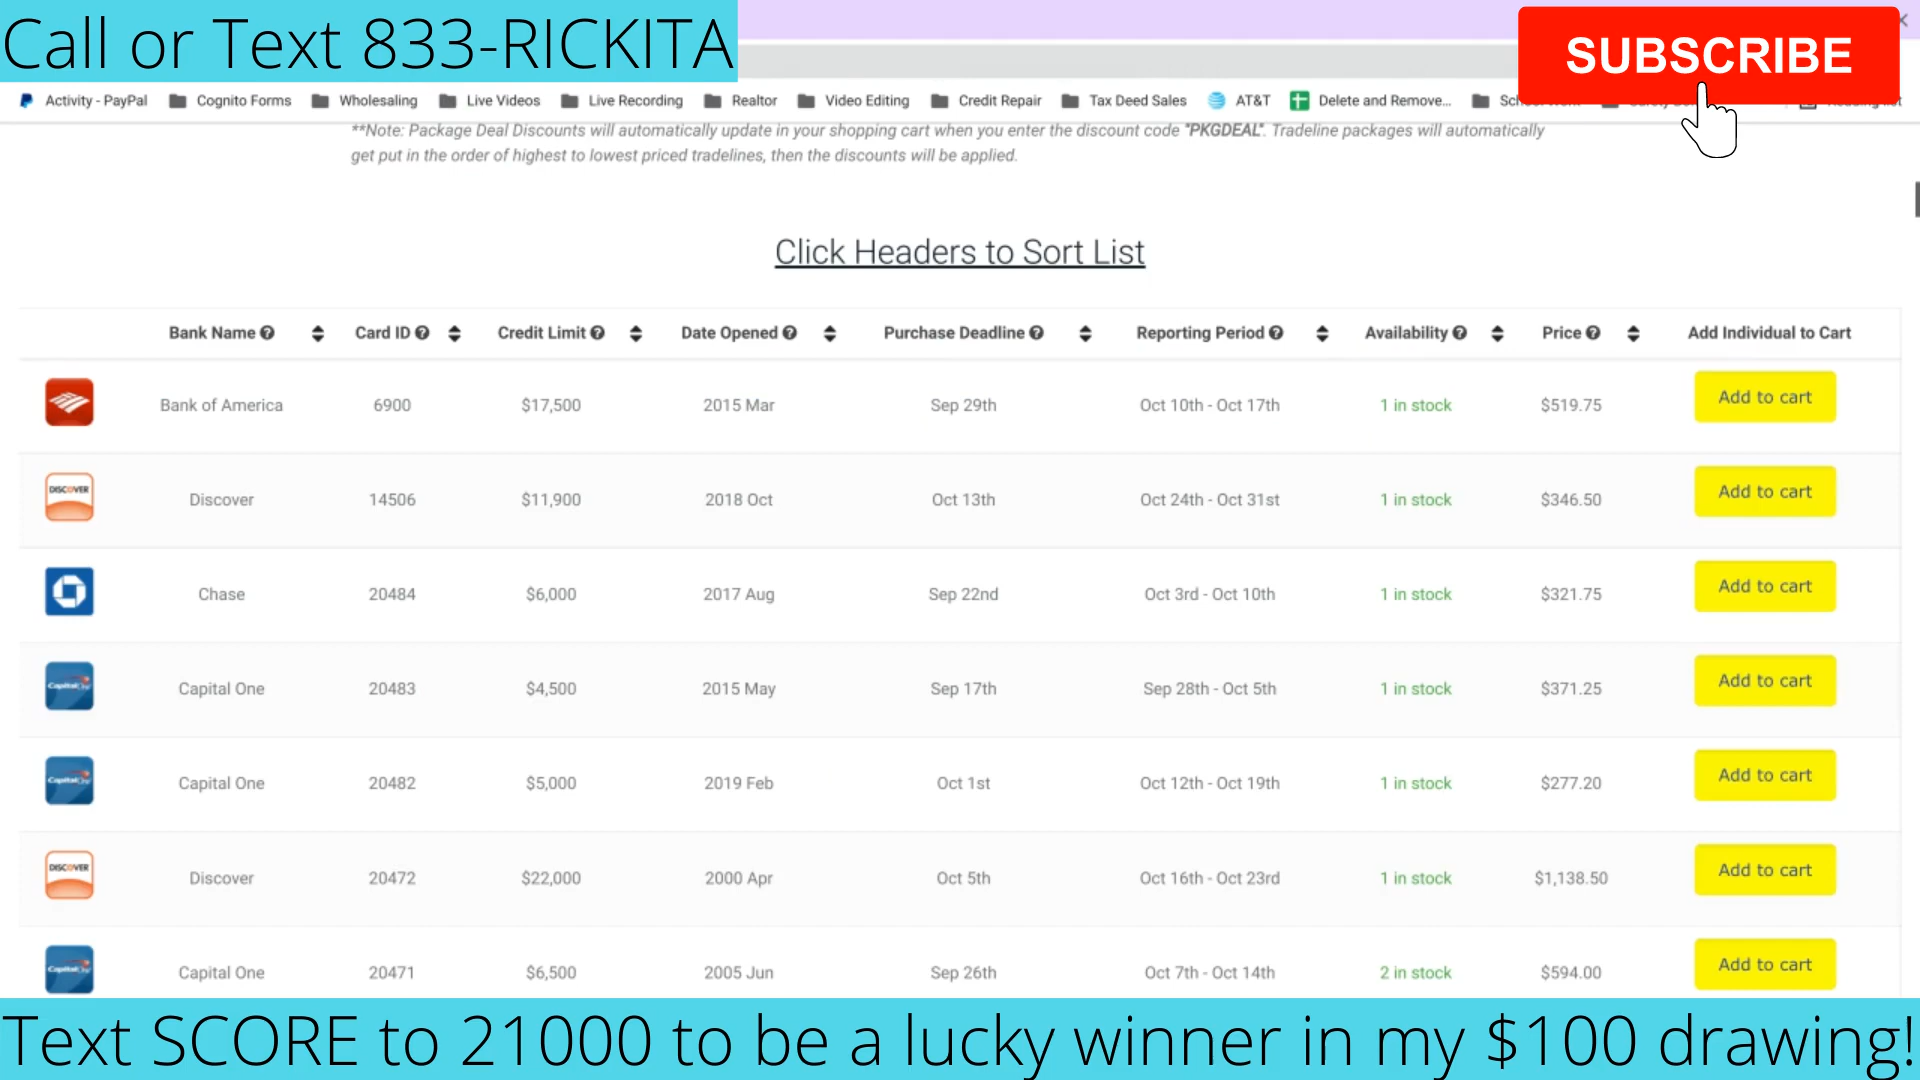 Call or Text 833-RICKITA
SUBSCRIBE
Activity - PayPal Cognito Forms Wholesaling Live Videos Live Recording Realtor Video Editing Credit Repair Tax Deed Sales AT&T Delete and Remove...
**Note: Package Deal Discounts will automatically update in your shopping cart when you enter the discount code "PKGDEAL". Tradeline packages will automatically
get put in the order of highest to lowest priced tradelines, then the discounts will be applied.
Click Headers to Sort List
Bank Name Card ID Credit Limit Date Opened Purchase Deadline Reporting Period Availability Price Add Individual to Cart
Bank of America 6900 $17,500 2015 Mar Sep 29th Oct 10th - Oct 17th 1 in stock $519.75 Add to cart
DISCOVER Discover 14506 $11,900 2018 Oct Oct 13th Oct 24th - Oct 31st 1 in stock $346.50 Add to cart
Chase 20484 $6,000 2017 Aug Sep 22nd Oct 3rd - Oct 10th 1 in stock $321.75 Add to cart
CapitalOne Capital One 20483 $4,500 2015 May Sep 17th Sep 28th - Oct 5th 1 in stock $371.25 Add to cart
CapitalOne Capital One 20482 $5,000 2019 Feb Oct 1st Oct 12th - Oct 19th 1 in stock $277.20 Add to cart
DISCOVER Discover 20472 $22,000 2000 Apr Oct 5th Oct 16th - Oct 23rd 1 in stock $1,138.50 Add to cart
CapitalOne Capital One 20471 $6,500 2005 Jun Sep 26th Oct 7th - Oct 14th 2 in stock $594.00 Add to cart
Text SCORE to 21000 to be a lucky winner in my $100 drawing!